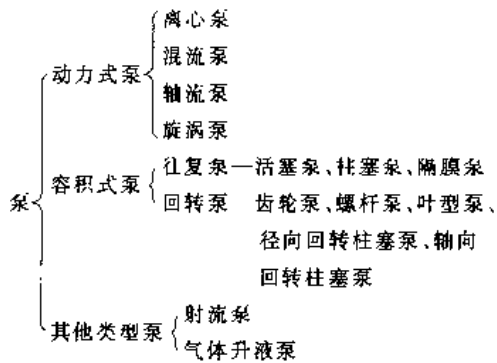 离心泵
混流泵
动力式泵
轴流泵
旋涡泵
往复泵—活塞泵、柱塞泵、隔膜泵
容积式泵
泵
回转泵 齿轮泵、螺杆泵、叶型泵、
径向回转柱塞泵、轴向
回转柱塞泵
射流泵
其他类型泵
气体升液泵